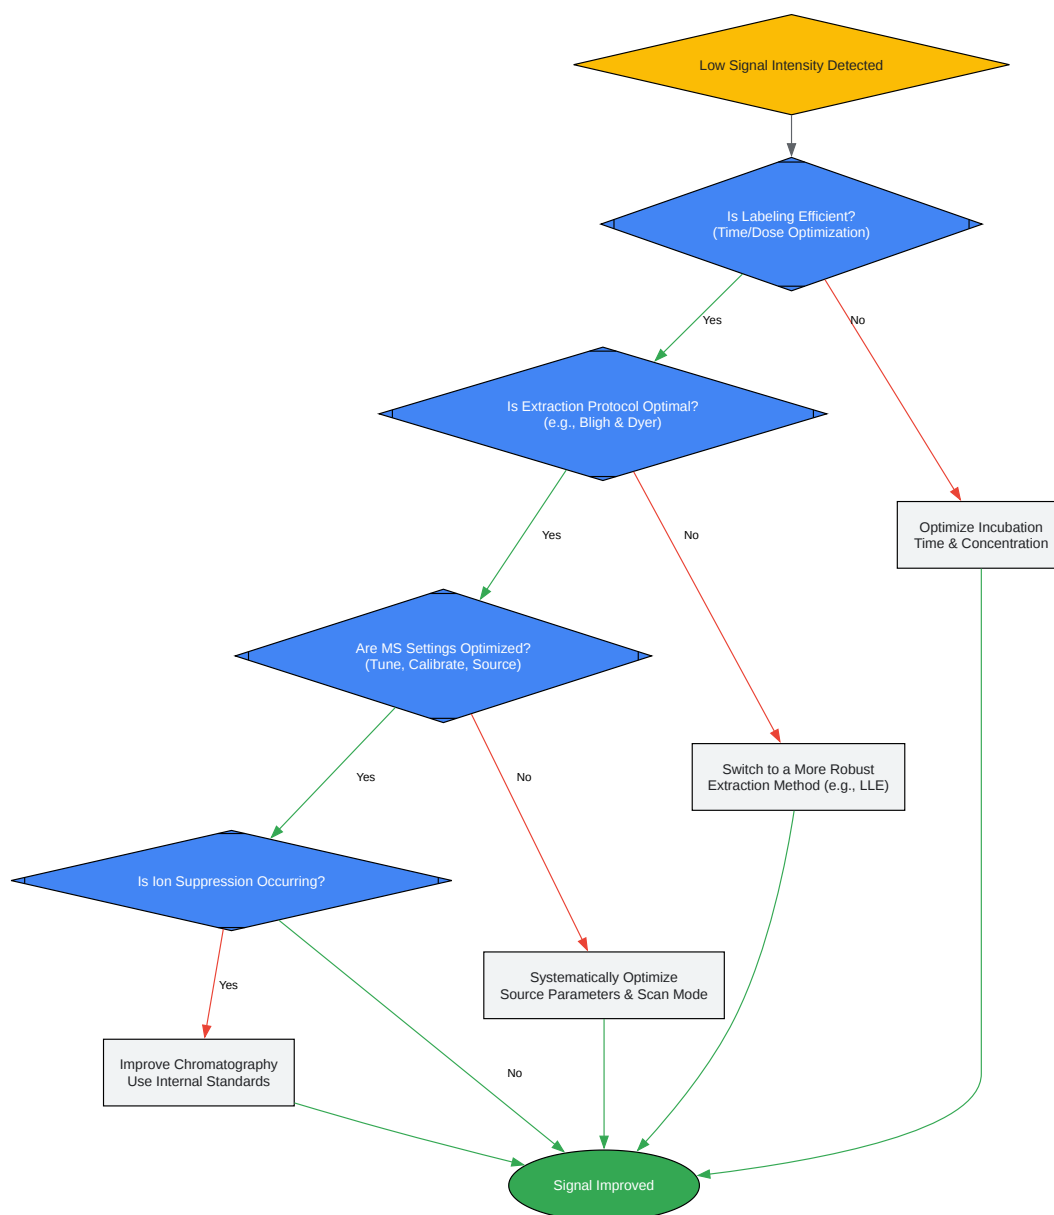 Low Signal Intensity Detected
Is Labeling Efficient?
(Time/Dose Optimization)
Yes
No
Is Extraction Protocol Optimal?
(e.g., Bligh & Dyer)
Optimize Incubation
Time & Concentration
Yes
No
Are MS Settings Optimized?
(Tune, Calibrate, Source)
Switch to a More Robust
Extraction Method (e.g., LLE)
Yes
No
Is Ion Suppression Occurring?
Systematically Optimize
Source Parameters & Scan Mode
Yes
Improve Chromatography
Use Internal Standards
No
Signal Improved